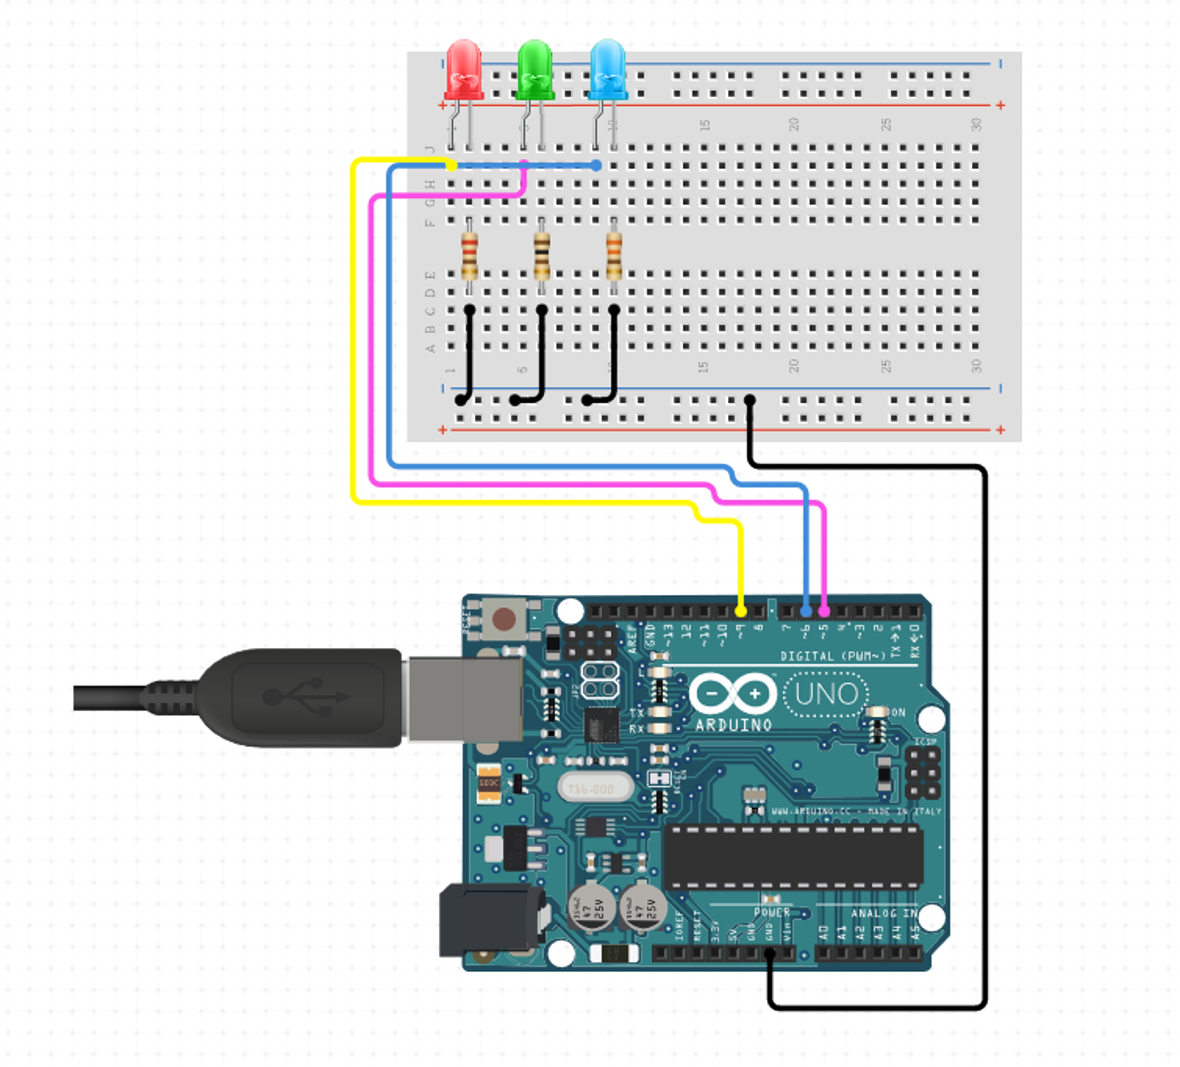 1 5 10 15 20 25 30
J
H
G
F
E
D
C
B
A
1 5 10 15 20 25 30
RESET
AREF
GND
~13
12
~11
~10
~9
8
7
~6
~5
4
~3
2
TX→1
RX←0
DIGITAL (PWM~)
TX
RX
ARDUINO
UNO
ON
ICSP
T16.000
WWW.ARDUINO.CC - MADE IN ITALY
47
25V
47
25V
POWER
ANALOG IN
IOREF
RESET
3.3V
5V
GND
GND
Vin
A0
A1
A2
A3
A4
A5